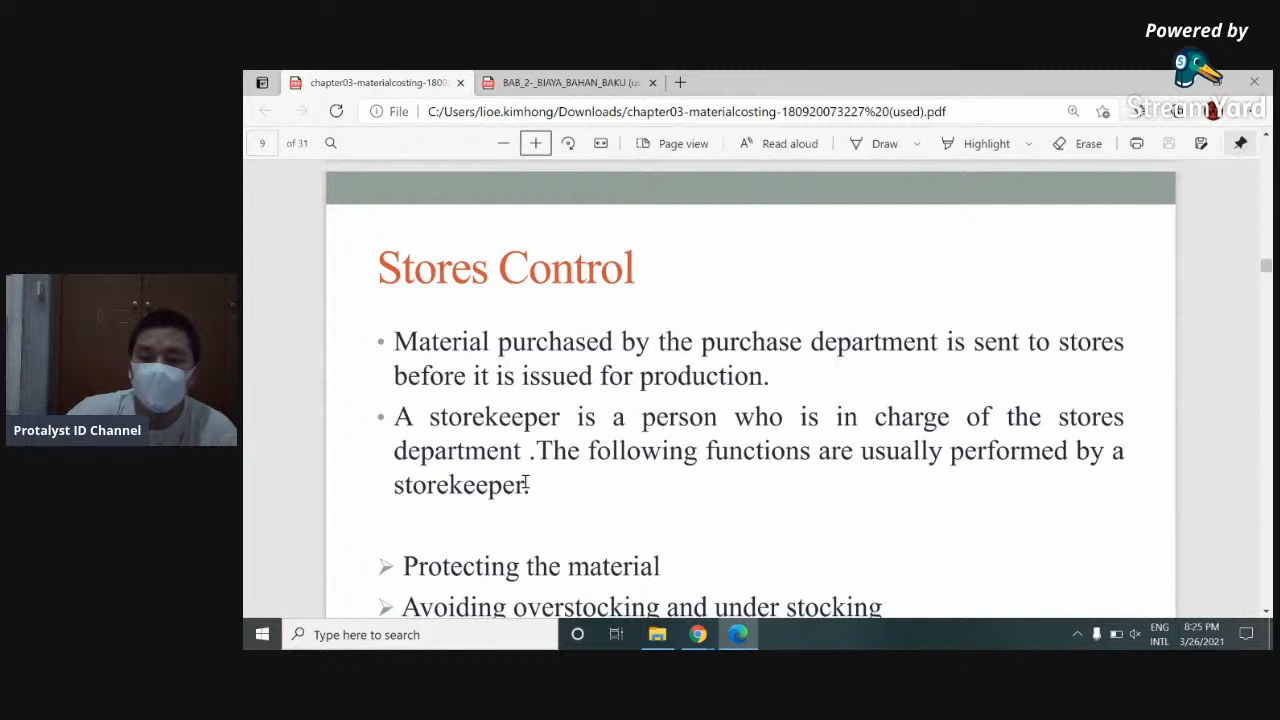 Powered by
StreamYard
chapter03-materialcosting-1809
BAB_2-_BIAYA_BAHAN_BAKU (u
File
C:/Users/lioe.kimhong/Downloads/chapter03-materialcosting-180920073227%20(used).pdf
9 of 31
Page view
Read aloud
Draw
Highlight
Erase
Stores Control
• Material purchased by the purchase department is sent to stores
before it is issued for production.
• A storekeeper is a person who is in charge of the stores
department .The following functions are usually performed by a
storekeeper.
➢ Protecting the material
➢ Avoiding overstocking and under stocking
Protalyst ID Channel
Type here to search
ENG
INTL
8:25 PM
3/26/2021